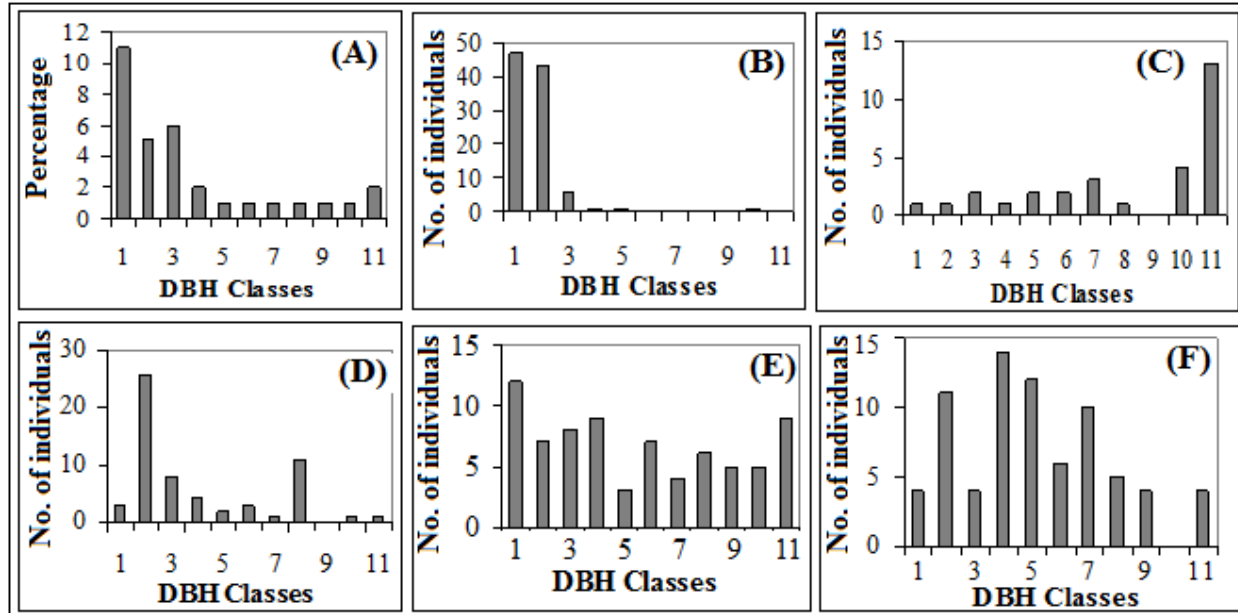 (A)
Percentage
12
10
8
6
4
2
0
1 3 5 7 9 11
DBH Classes
(B)
No. of individuals
50
40
30
20
10
0
1 3 5 7 9 11
DBH Classes
(C)
No. of individuals
15
10
5
0
1 2 3 4 5 6 7 8 9 10 11
DBH Classes
(D)
No. of individuals
30
20
10
0
1 3 5 7 9 11
DBH Classes
(E)
No. of individuals
15
10
5
0
1 3 5 7 9 11
DBH Classes
(F)
No. of individuals
15
10
5
0
1 3 5 7 9 11
DBH Classes